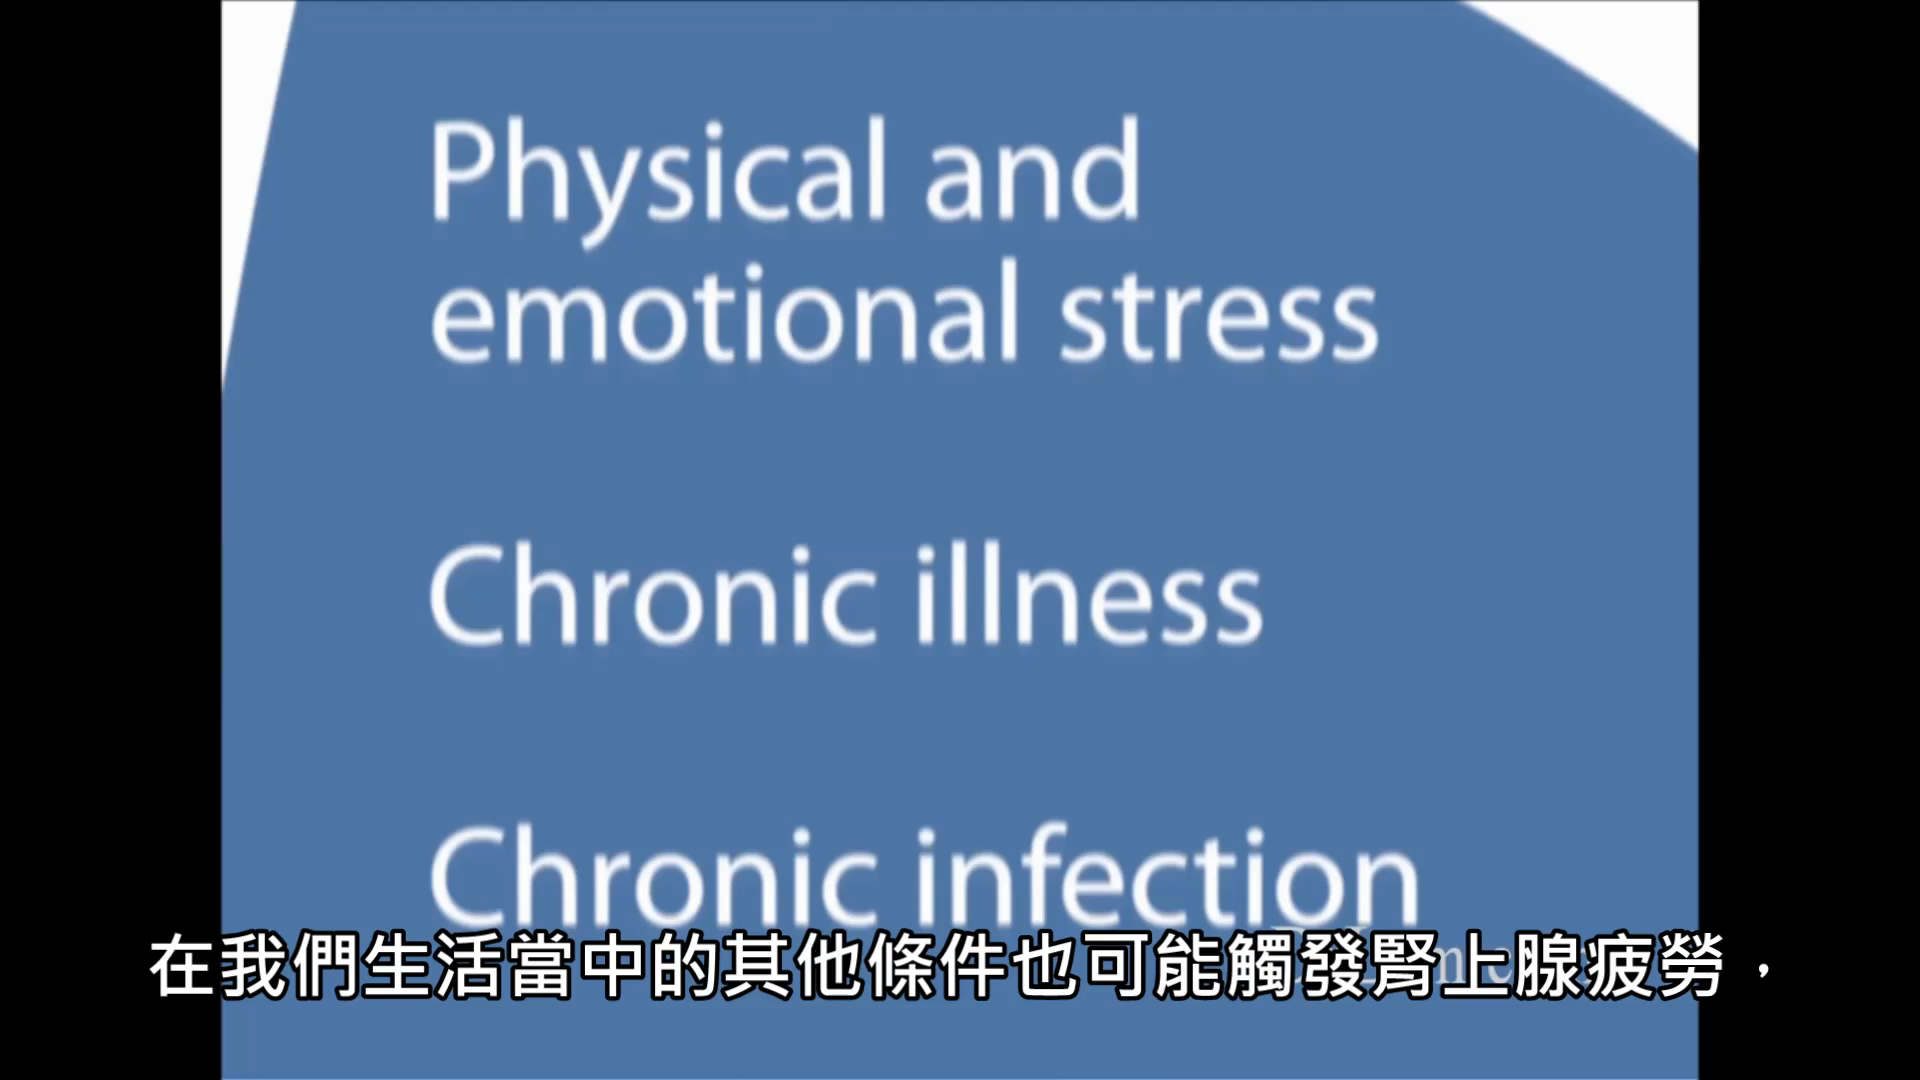 Physical and
emotional stress
Chronic illness
Chronic infection
在我們生活當中的其他條件也可能觸發腎上腺疲勞，